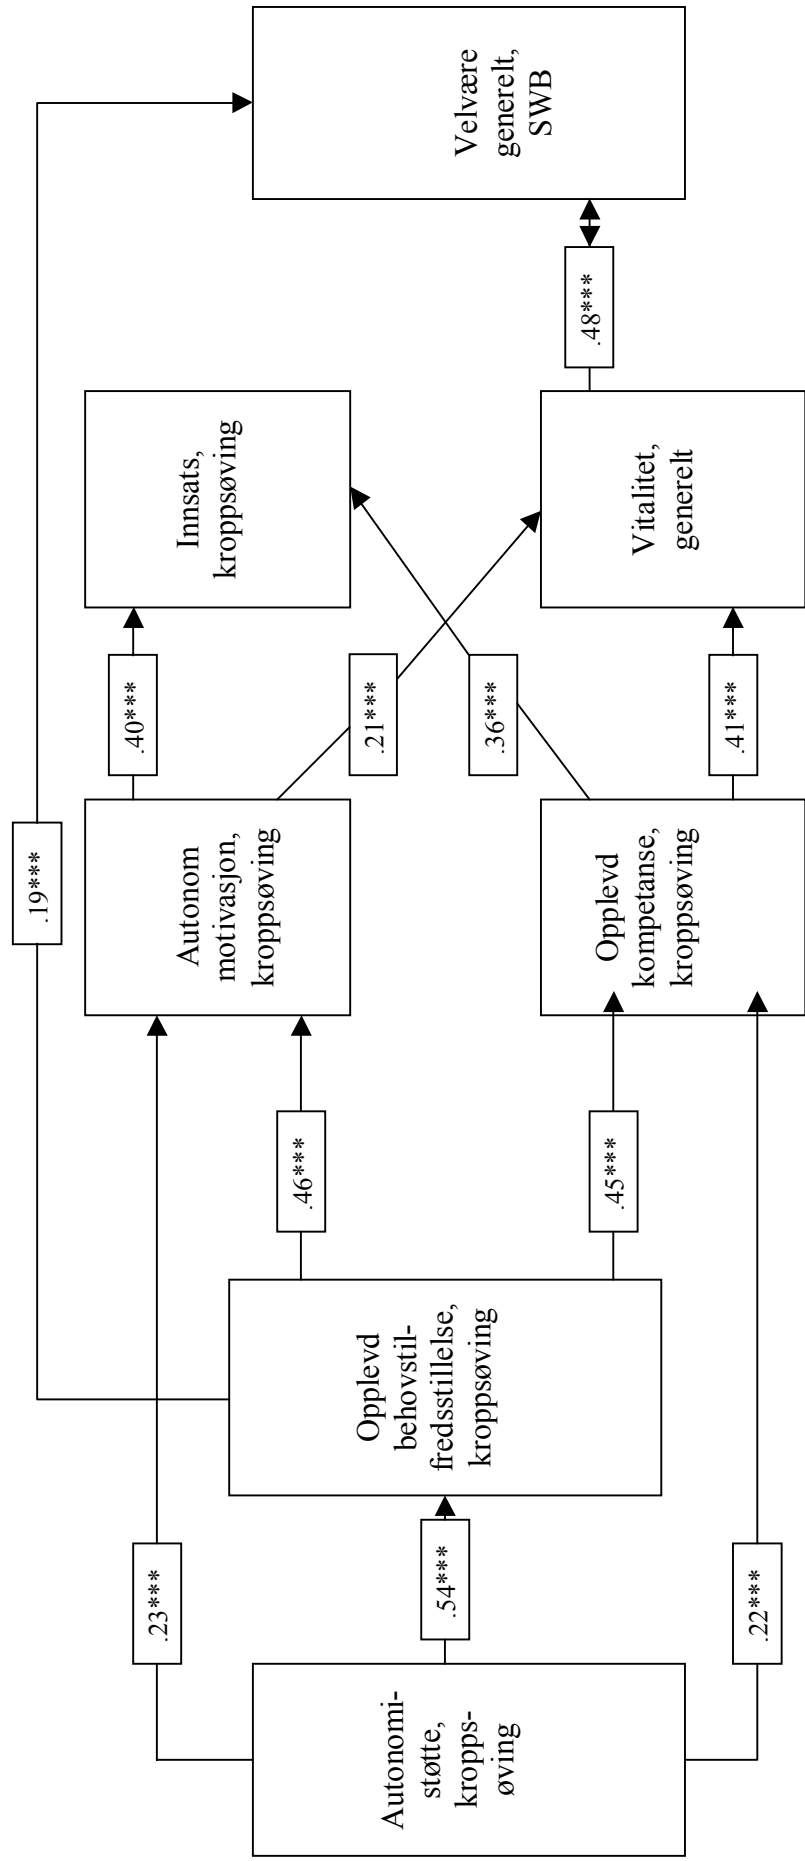 .19***
Autonomi-
støtte,
kropps-
øving
.23***
.54***
.22***
Opplevd
behovstil-
fredsstillelse,
kroppsøving
.46***
.45***
Autonom
motivasjon,
kroppsøving
Opplevd
kompetanse,
kroppsøving
.40***
.21***
.36***
.41***
Innsats,
kroppsøving
Vitalitet,
generelt
.48***
Velvære
generelt,
SWB